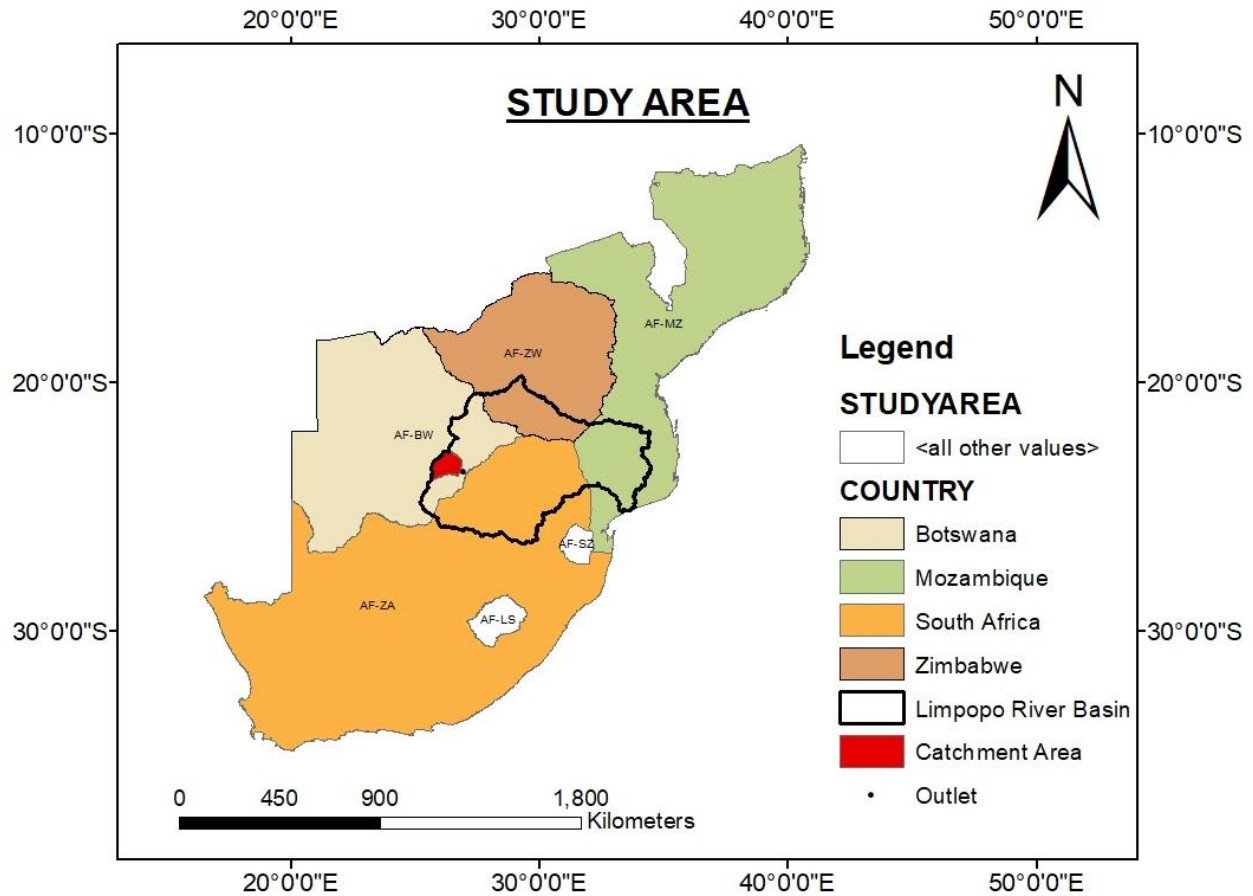 20°0'0"E 30°0'0"E 40°0'0"E 50°0'0"E
STUDY AREA
N
10°0'0"S 10°0'0"S
AF-MZ
AF-ZW
Legend
20°0'0"S 20°0'0"S
STUDYAREA
<all other values>
AF-BW
COUNTRY
Botswana
AF-SZ
Mozambique
AF-ZA
AF-LS
South Africa
30°0'0"S 30°0'0"S
Zimbabwe
Limpopo River Basin
Catchment Area
Outlet
0 450 900 1,800
Kilometers
20°0'0"E 30°0'0"E 40°0'0"E 50°0'0"E